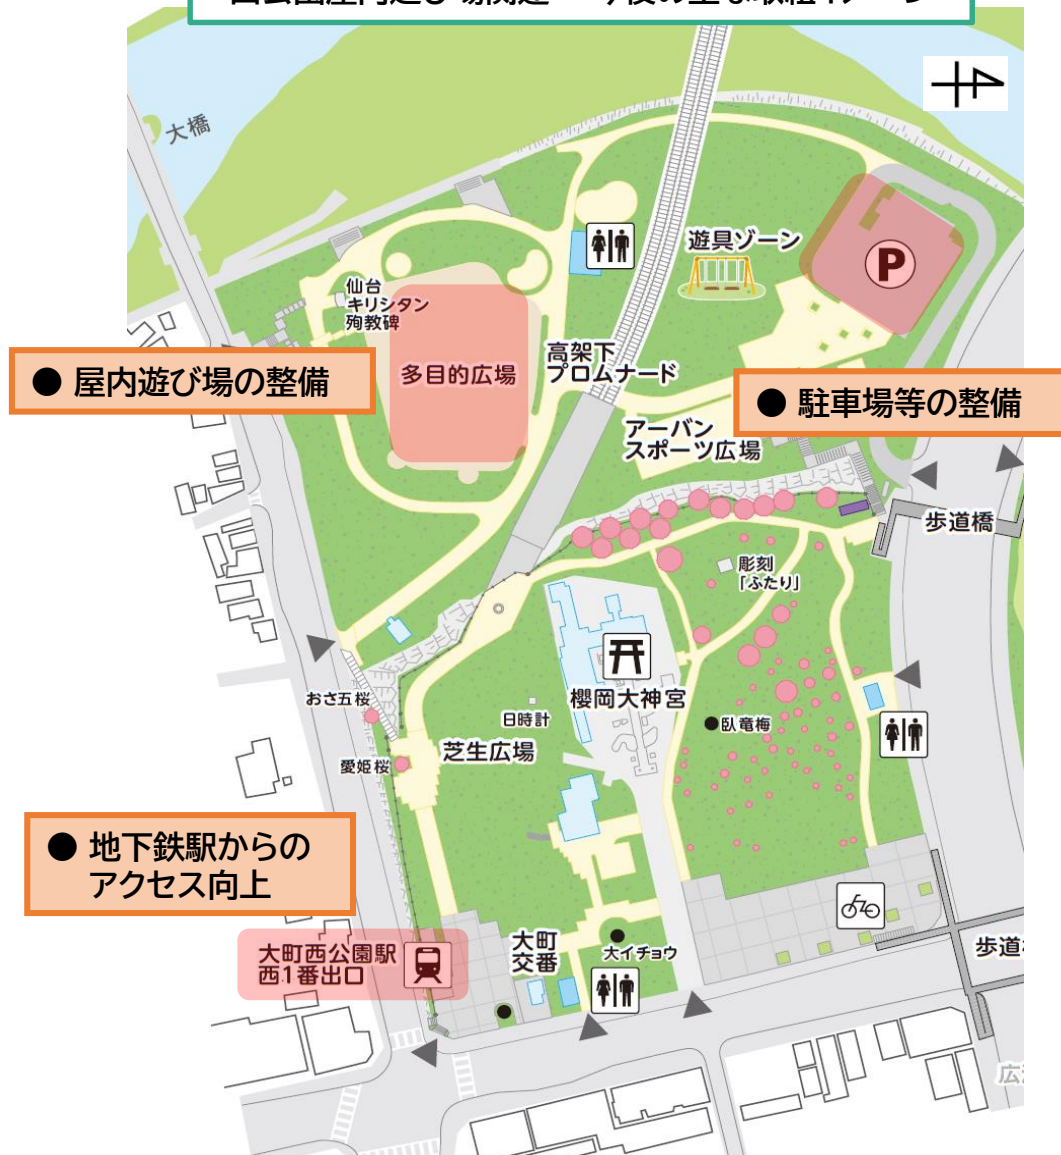 大橋
仙台
キリシタン
殉教碑
遊具ゾーン
P
● 屋内遊び場の整備
多目的広場
高架下
プロムナード
● 駐車場等の整備
アーバン
スポーツ広場
歩道橋
彫刻
「ふたり」
櫻岡大神宮
おさ五桜
日時計
臥竜梅
芝生広場
愛姫桜
● 地下鉄駅からの
アクセス向上
大町西公園駅
西1番出口
大町
交番
大イチョウ
歩道